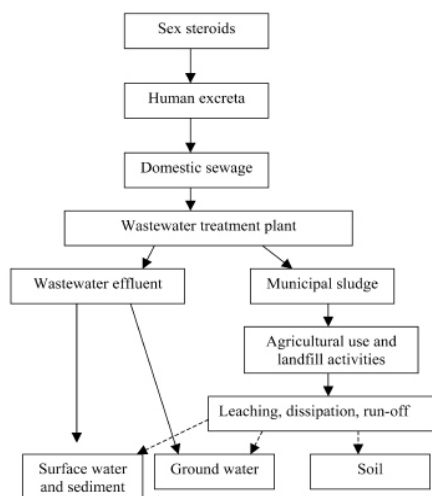 Sex steroids
Human excreta
Domestic sewage
Wastewater treatment plant
Wastewater effluent
Municipal sludge
Agricultural use and
landfill activities
Leaching, dissipation, run-off
Surface water
and sediment
Ground water
Soil